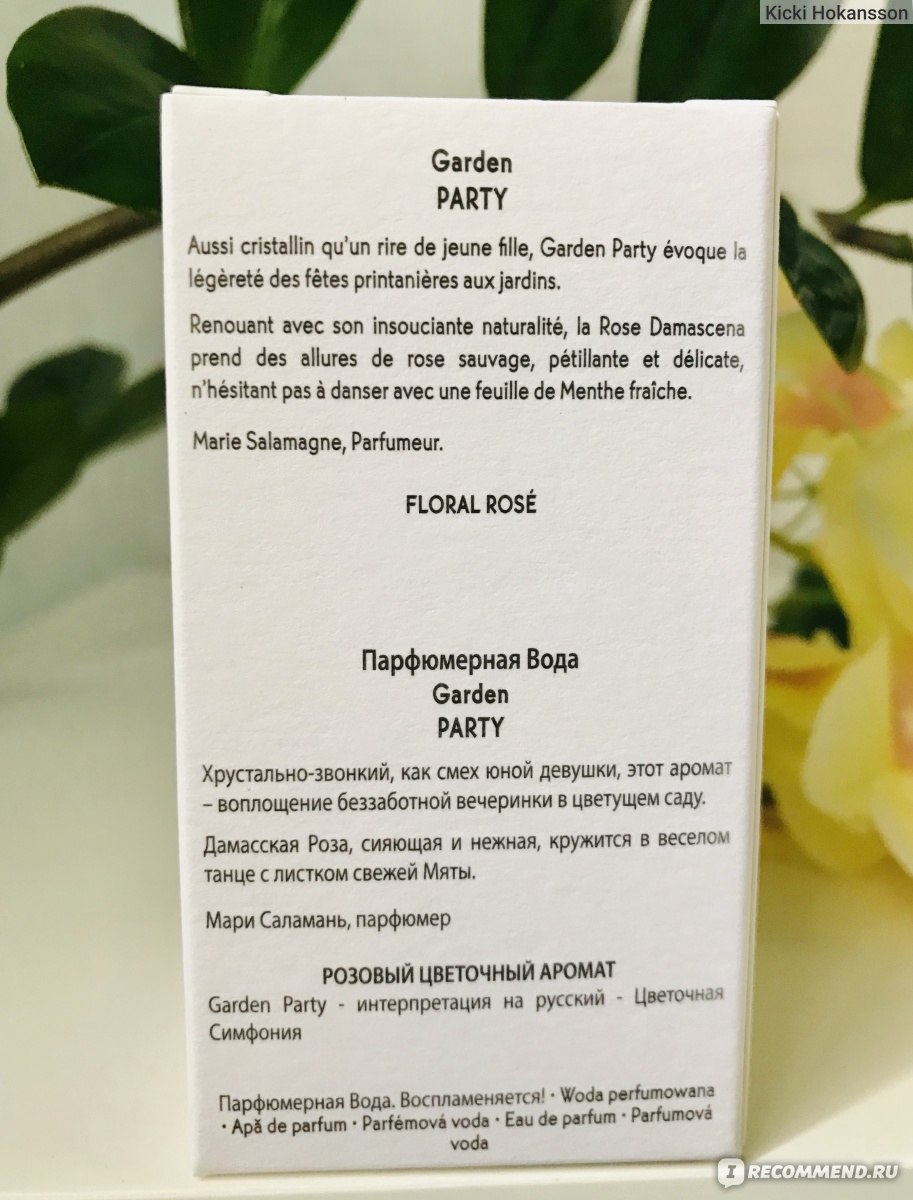 Kicki Hokansson
Garden
PARTY
Aussi cristallin qu'un rire de jeune fille, Garden Party évoque la
légèreté des fêtes printanières aux jardins.
Renouant avec son insouciante naturalité, la Rose Damascena
prend des allures de rose sauvage, pétillante et délicate,
n'hésitant pas à danser avec une feuille de Menthe fraîche.
Marie Salamagne, Parfumeur.
FLORAL ROSÉ
Парфюмерная Вода
Garden
PARTY
Хрустально-звонкий, как смех юной девушки, этот аромат
– воплощение беззаботной вечеринки в цветущем саду.
Дамасская Роза, сияющая и нежная, кружится в веселом
танце с листком свежей Мяты.
Мари Саламань, парфюмер
РОЗОВЫЙ ЦВЕТОЧНЫЙ АРОМАТ
Garden Party - интерпретация на русский - Цветочная
Симфония
Парфюмерная Вода. Воспламеняется! • Woda perfumowana
• Apă de parfum • Parfémová voda • Eau de parfum • Parfumová
voda
I RECOMMEND.RU